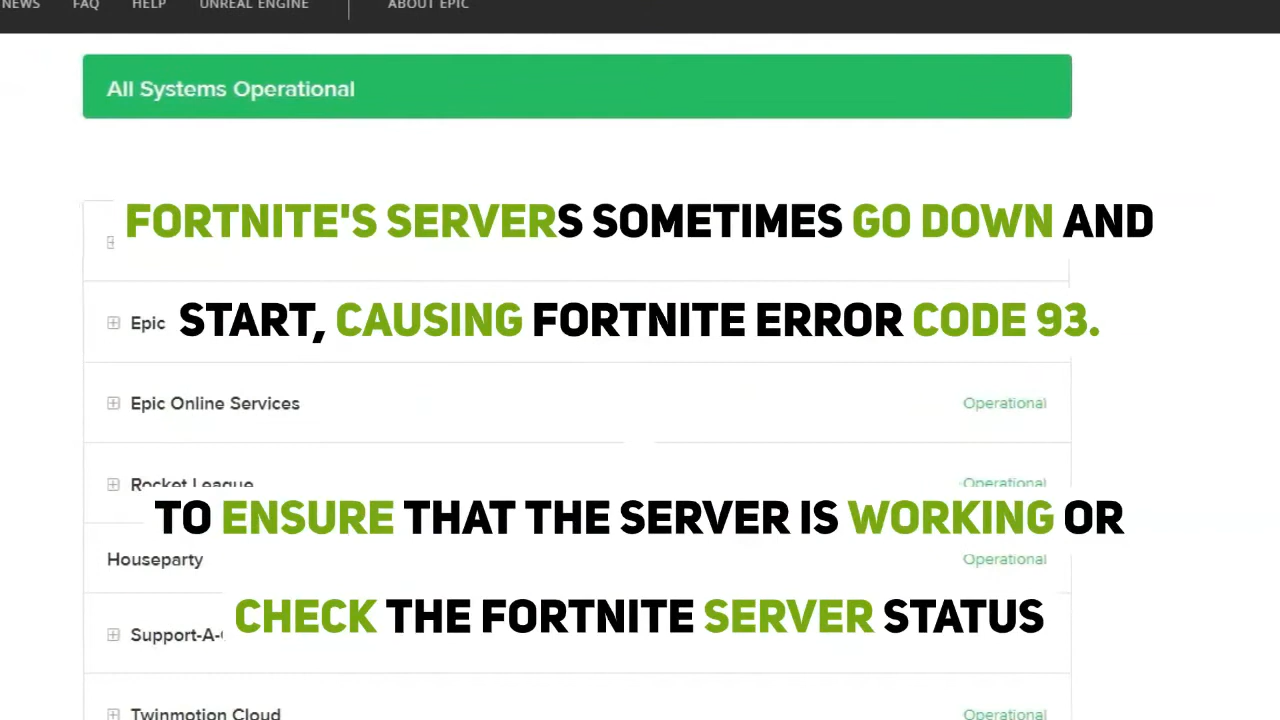 NEWS FAQ HELP UNREAL ENGINE ABOUT EPIC
All Systems Operational
FORTNITE'S SERVERS SOMETIMES GO DOWN AND
Epic START, CAUSING FORTNITE ERROR CODE 93.
Epic Online Services Operational
Rocket League Operational
TO ENSURE THAT THE SERVER IS WORKING OR
Houseparty Operational
CHECK THE FORTNITE SERVER STATUS
Support-A-
Twinmotion Cloud Operational